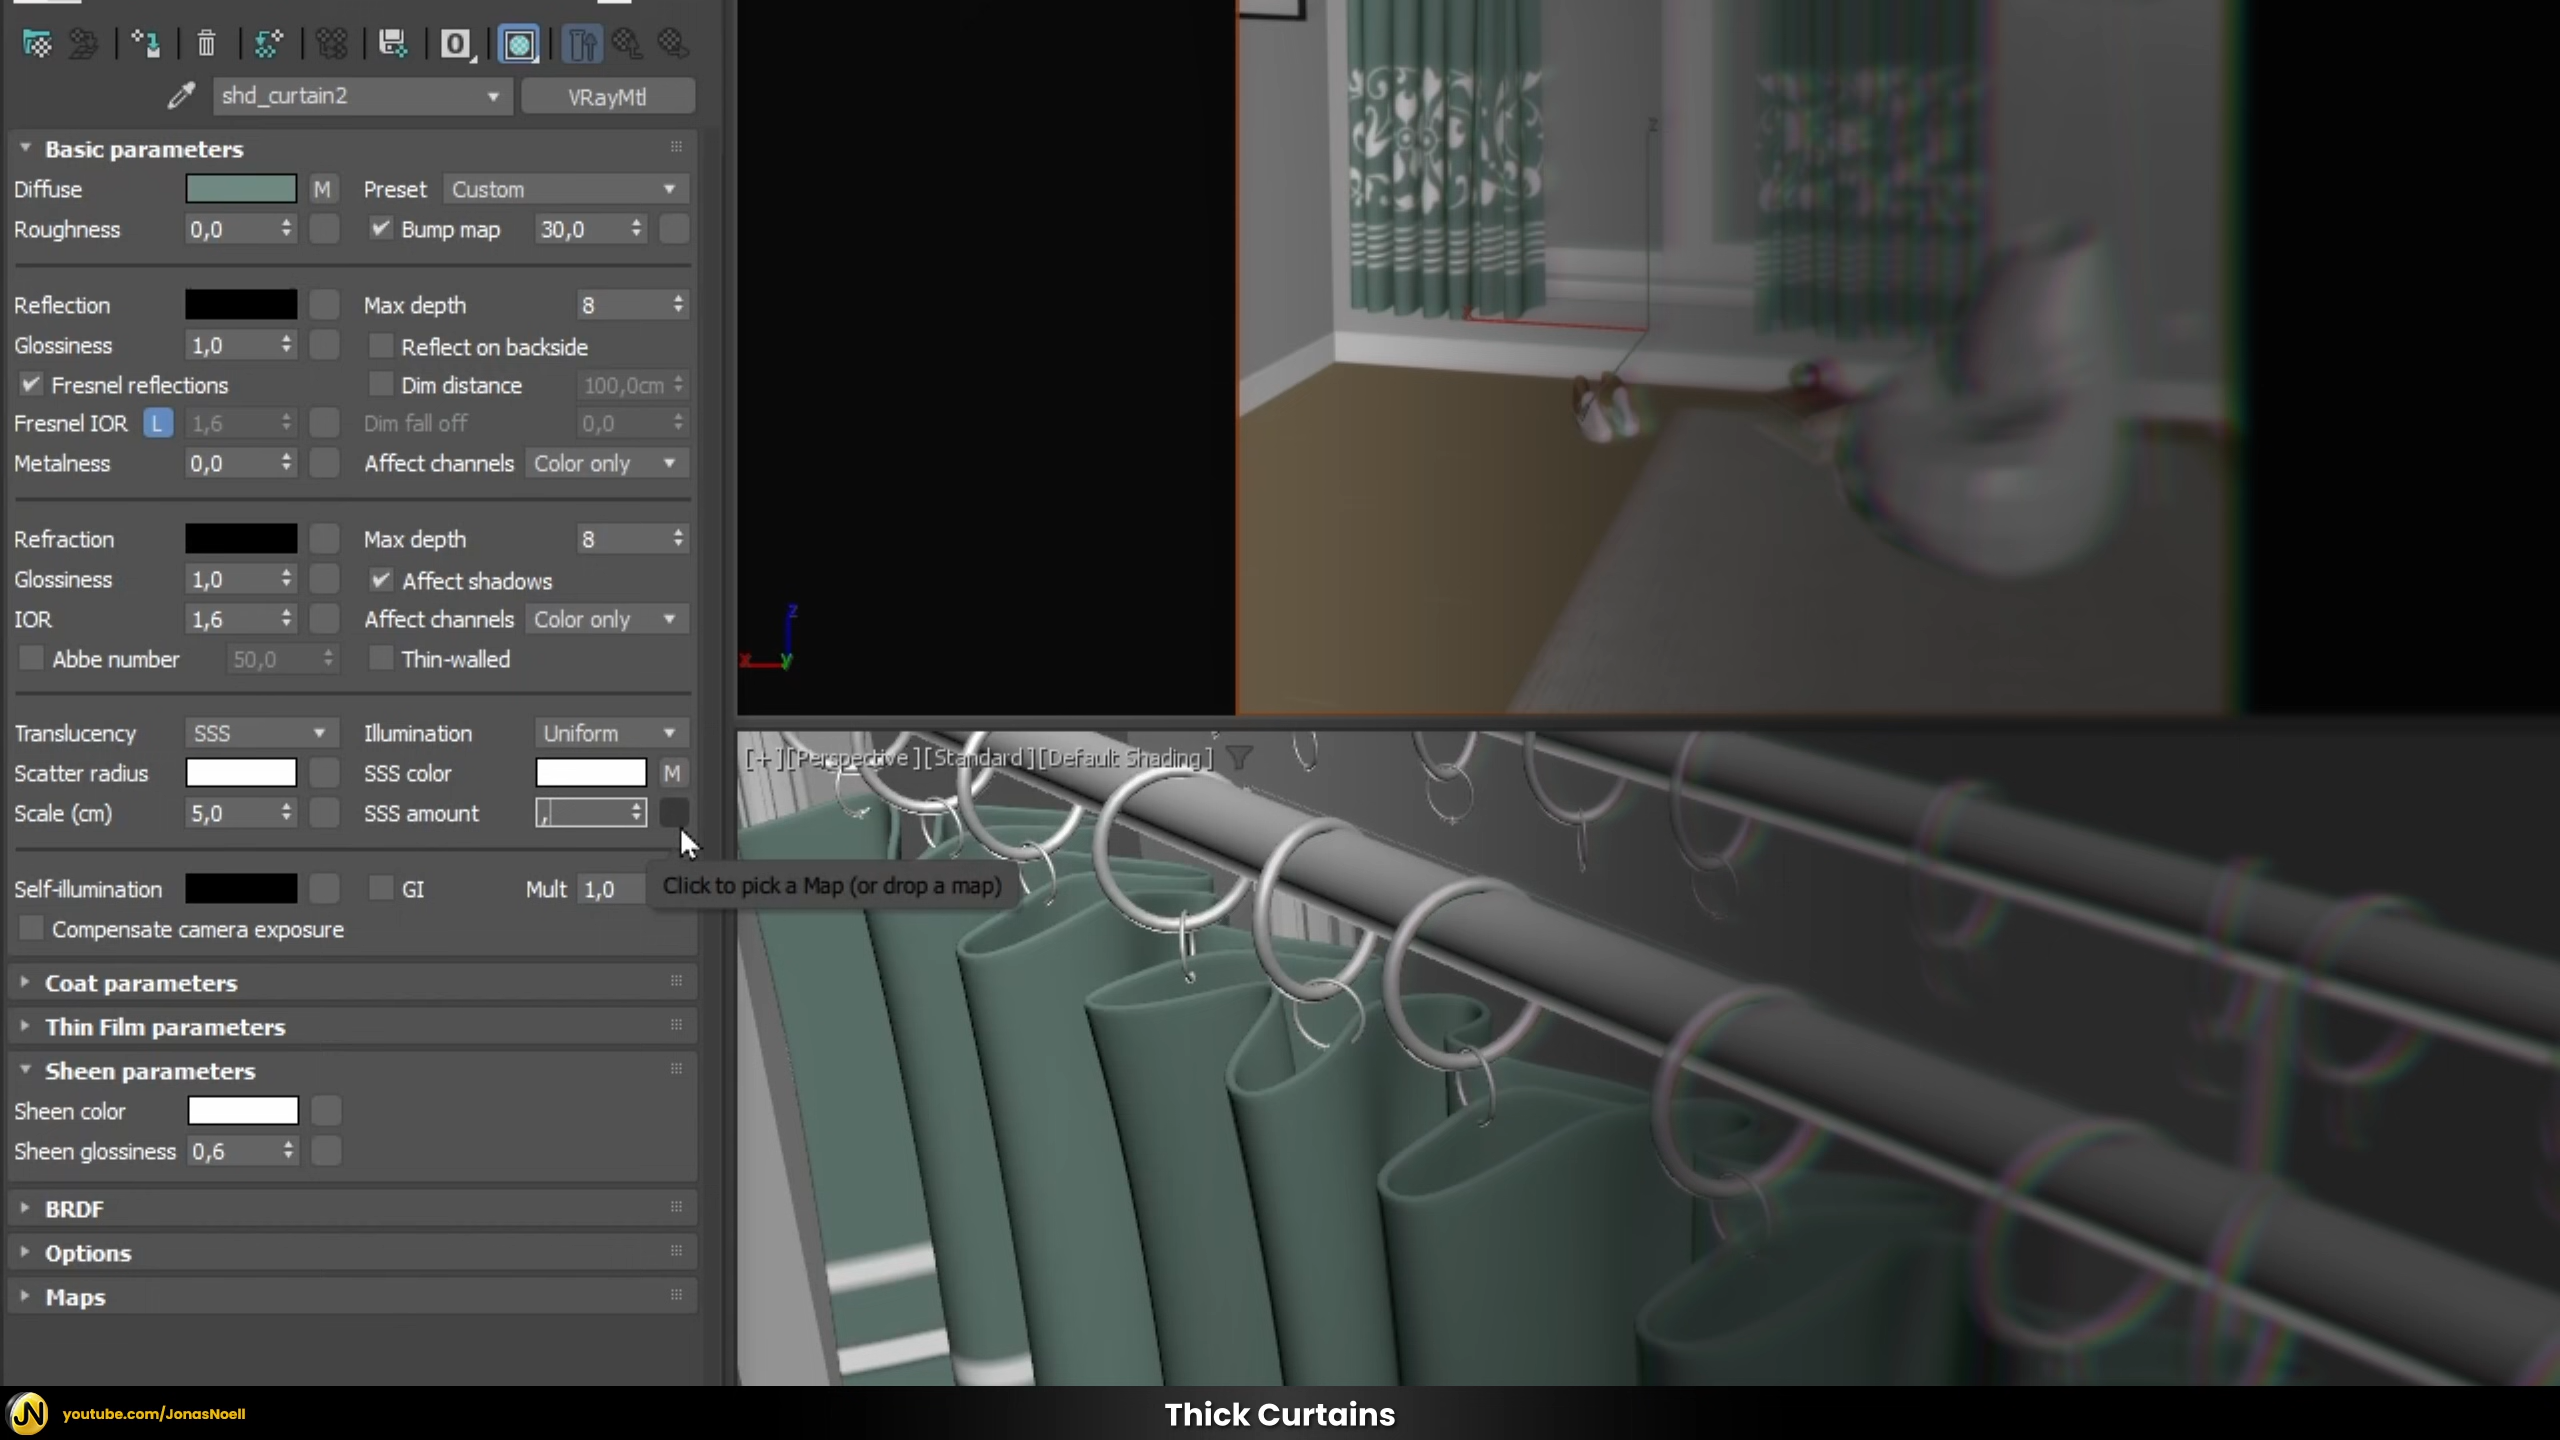 shd_curtain2 VRayMtl
Basic parameters
Diffuse M Preset Custom
Roughness 0,0 Bump map 30,0
Reflection Max depth 8
Glossiness 1,0 Reflect on backside
Fresnel reflections Dim distance 100,0cm
Fresnel IOR L 1,6 Dim fall off 0,0
Metalness 0,0 Affect channels Color only
Refraction Max depth 8
Glossiness 1,0 Affect shadows
IOR 1,6 Affect channels Color only
Abbe number 50,0 Thin-walled
Translucency SSS Illumination Uniform
Scatter radius SSS color M
Scale (cm) 5,0 SSS amount ,
Self-illumination GI Mult 1,0
Click to pick a Map (or drop a map)
Compensate camera exposure
Coat parameters
Thin Film parameters
Sheen parameters
Sheen color
Sheen glossiness 0,6
BRDF
Options
Maps
z
x
z
x y
[+][Perspective][Standard][Default Shading]
JN youtube.com/JonasNoell
Thick Curtains